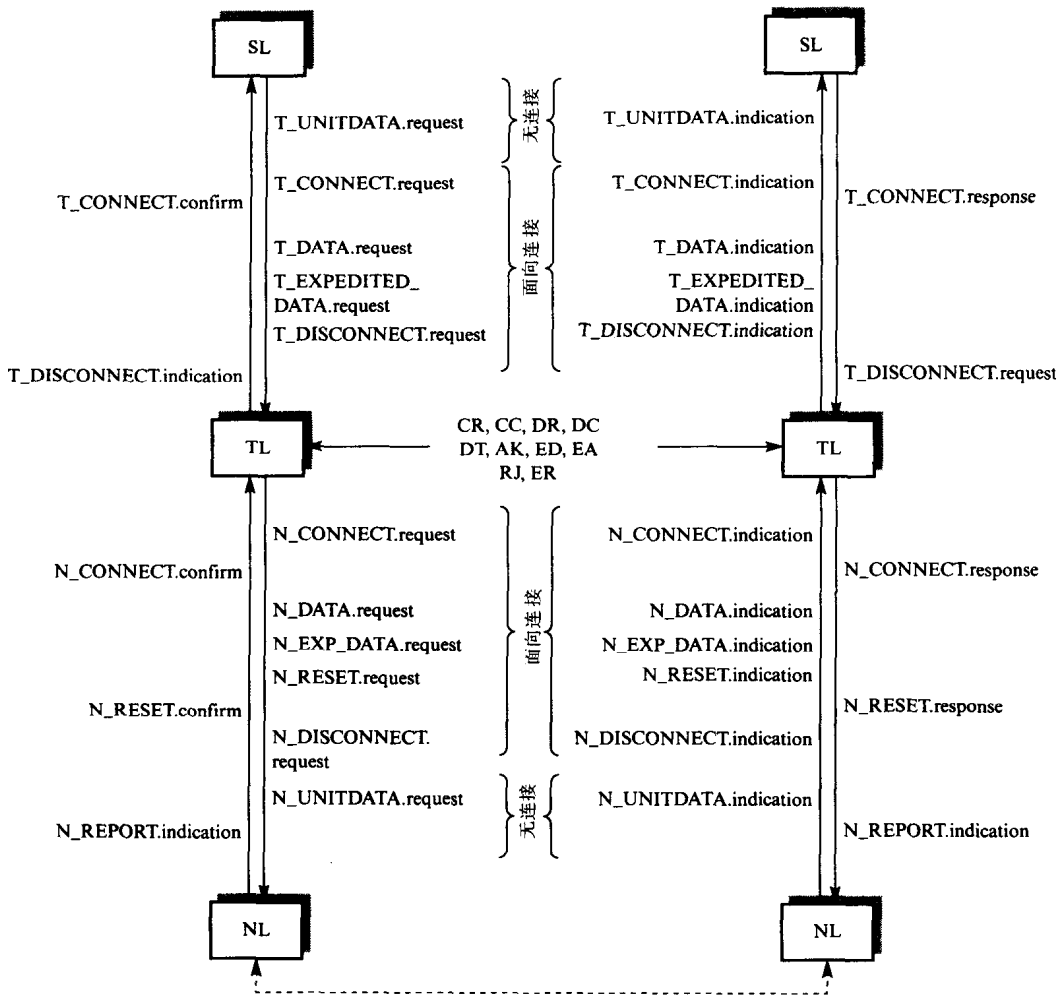 SL
SL
T_UNITDATA.request
无连接
T_UNITDATA.indication
T_CONNECT.request
T_CONNECT.indication
T_CONNECT.confirm
T_CONNECT.response
T_DATA.request
面向连接
T_DATA.indication
T_EXPEDITED_
DATA.request
T_EXPEDITED_
DATA.indication
T_DISCONNECT.request
T_DISCONNECT.indication
T_DISCONNECT.indication
T_DISCONNECT.request
TL
CR, CC, DR, DC
DT, AK, ED, EA
RJ, ER
TL
N_CONNECT.request
N_CONNECT.indication
N_CONNECT.confirm
N_CONNECT.response
N_DATA.request
面向连接
N_DATA.indication
N_EXP_DATA.request
N_EXP_DATA.indication
N_RESET.request
N_RESET.indication
N_RESET.confirm
N_RESET.response
N_DISCONNECT.
request
N_DISCONNECT.indication
N_UNITDATA.request
无连接
N_UNITDATA.indication
N_REPORT.indication
N_REPORT.indication
NL
NL